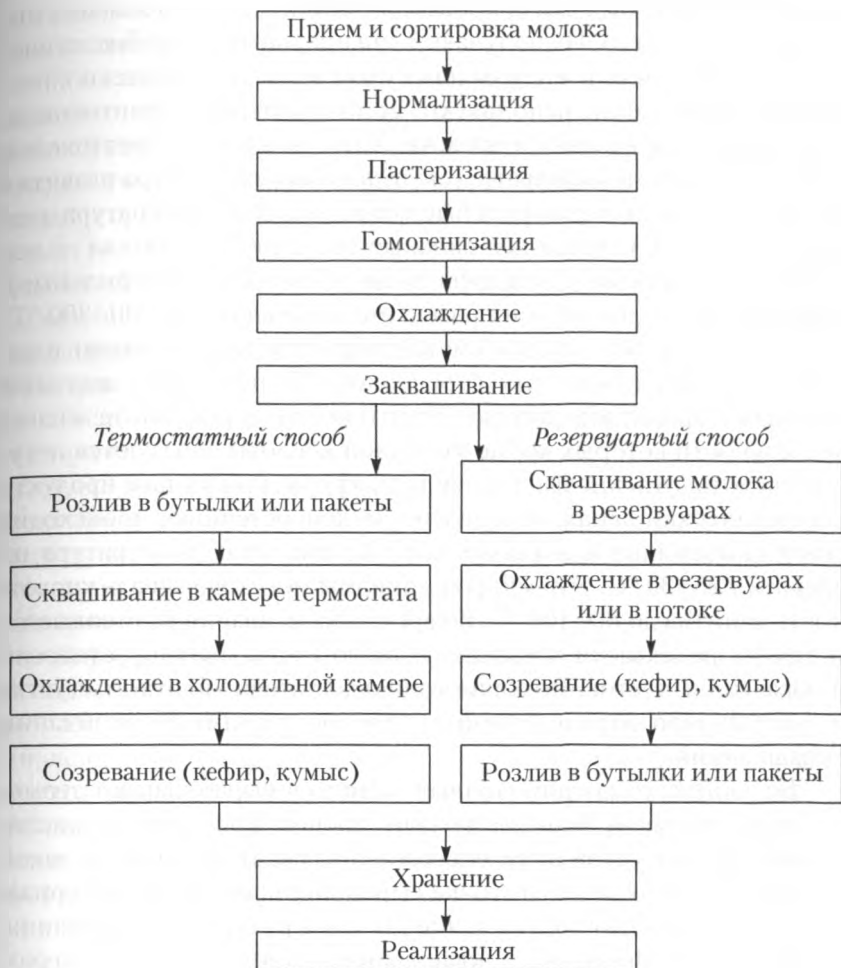 Прием и сортировка молока
Нормализация
Пастеризация
Гомогенизация
Охлаждение
Заквашивание
Термостатный способ
Розлив в бутылки или пакеты
Сквашивание в камере термостата
Охлаждение в холодильной камере
Созревание (кефир, кумыс)
Резервуарный способ
Сквашивание молока
в резервуарах
Охлаждение в резервуарах
или в потоке
Созревание (кефир, кумыс)
Розлив в бутылки или пакеты
Хранение
Реализация